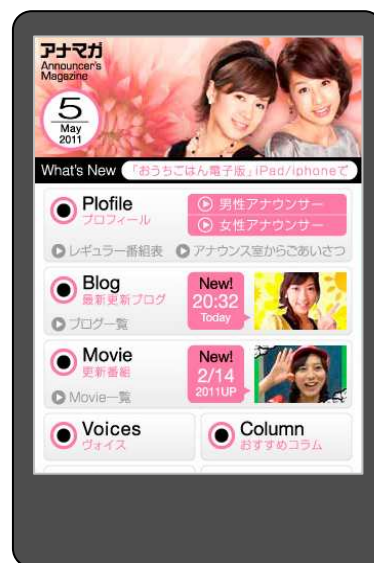 アナマガ
Announcer's
Magazine
5
May
2011
What's New 「おうちごはん電子版」iPad/iphoneで
Plofile
プロフィール
男性アナウンサー
女性アナウンサー
レギュラー番組表 アナウンス室からごあいさつ
Blog
最新更新ブログ
ブログ一覧
New!
20:32
Today
Movie
更新番組
Movie一覧
New!
2/14
2011UP
Voices
ヴォイス
Column
おすすめコラム